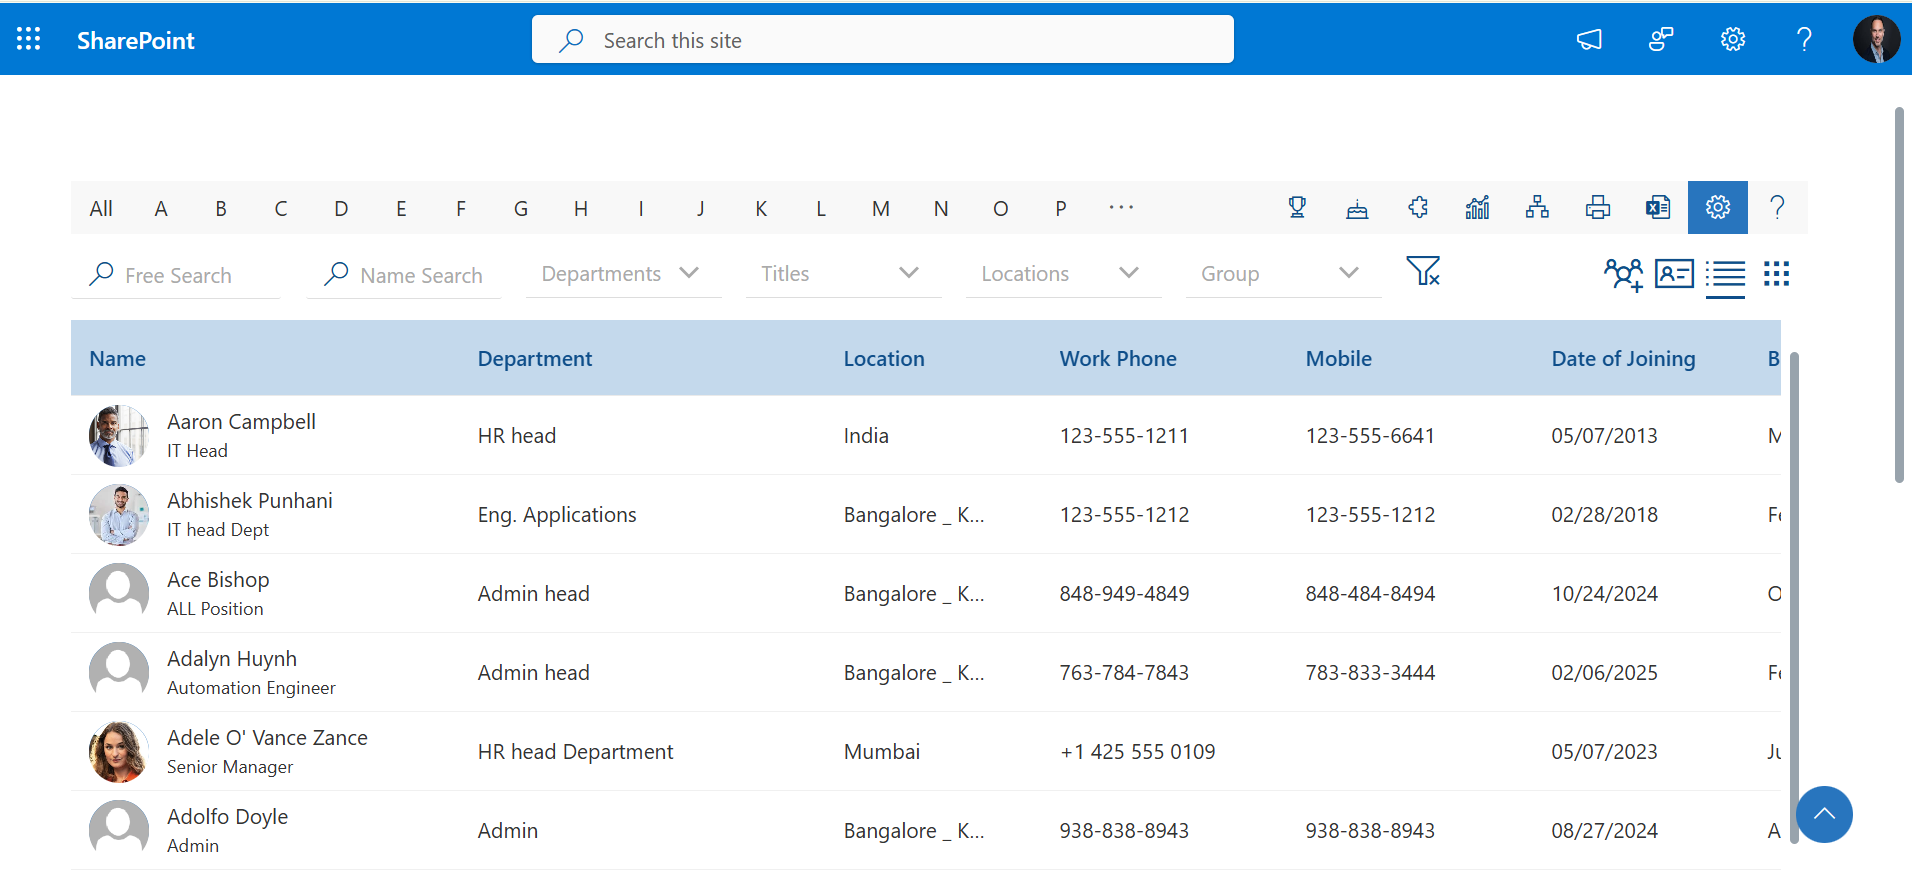 SharePoint
Search this site
All A B C D E F G H I J K L M N O P ...
Free Search Name Search Departments Titles Locations Group
Name Department Location Work Phone Mobile Date of Joining B
Aaron Campbell
IT Head
HR head India 123-555-1211 123-555-6641 05/07/2013 M
Abhishek Punhani
IT head Dept
Eng. Applications Bangalore _ K... 123-555-1212 123-555-1212 02/28/2018 Fe
Ace Bishop
ALL Position
Admin head Bangalore _ K... 848-949-4849 848-484-8494 10/24/2024 O
Adalyn Huynh
Automation Engineer
Admin head Bangalore _ K... 763-784-7843 783-833-3444 02/06/2025 Fe
Adele O' Vance Zance
Senior Manager
HR head Department Mumbai +1 425 555 0109 05/07/2023 Ju
Adolfo Doyle
Admin
Admin Bangalore _ K... 938-838-8943 938-838-8943 08/27/2024 A